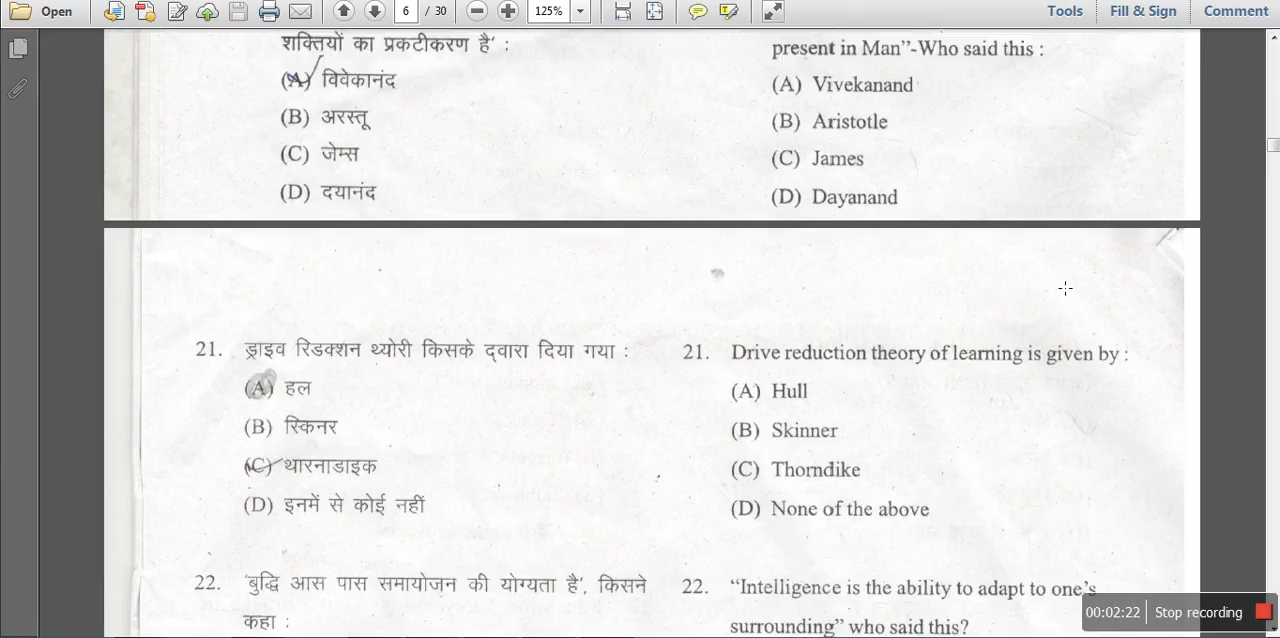 Open
6 / 30
125%
Tools
Fill & Sign
Comment
शक्तियों का प्रकटीकरण है' :
(A) विवेकानंद
(B) अरस्तू
(C) जेम्स
(D) दयानंद
present in Man”-Who said this :
(A) Vivekanand
(B) Aristotle
(C) James
(D) Dayanand
21. ड्राइव रिडक्शन थ्योरी किसके द्वारा दिया गया :
(A) हल
(B) स्किनर
(C) थारनाडाइक
(D) इनमें से कोई नहीं
21. Drive reduction theory of learning is given by :
(A) Hull
(B) Skinner
(C) Thorndike
(D) None of the above
22. 'बुद्धि आस पास समायोजन की योग्यता है', किसने
कहा :
22. “Intelligence is the ability to adapt to one's
surrounding” who said this?
00:02:22 Stop recording